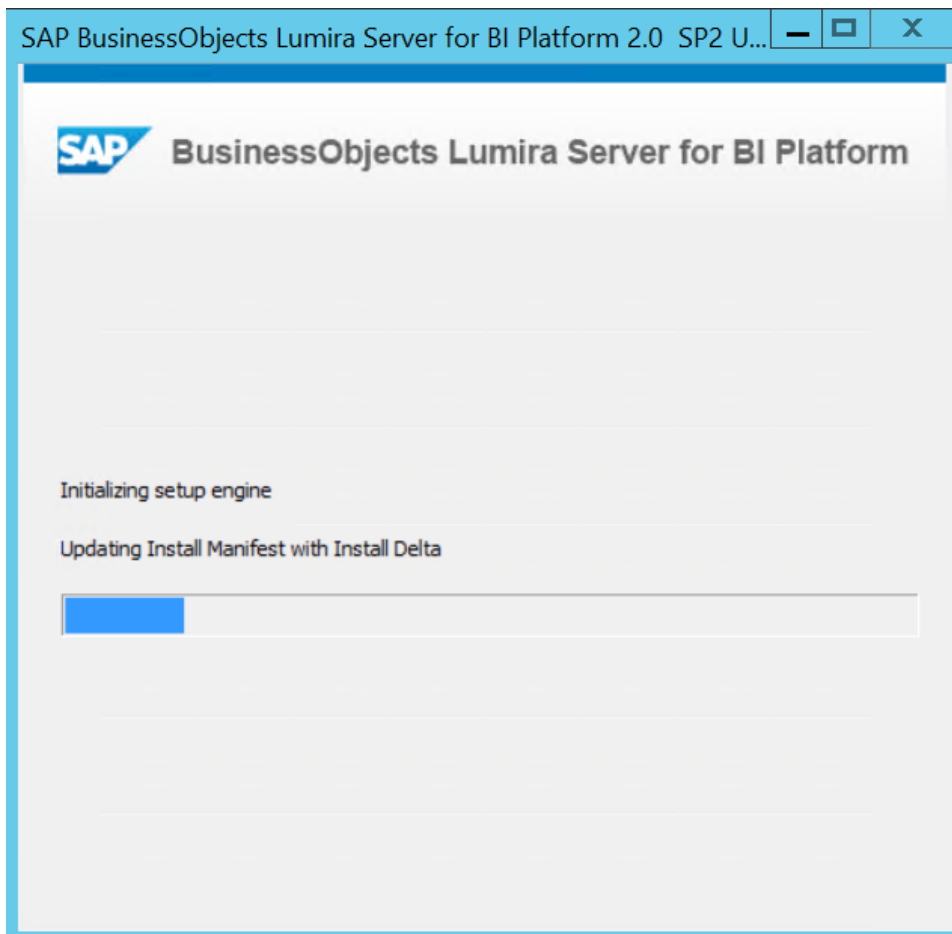 SAP BusinessObjects Lumira Server for BI Platform 2.0 SP2 U...
SAP BusinessObjects Lumira Server for BI Platform
Initializing setup engine
Updating Install Manifest with Install Delta